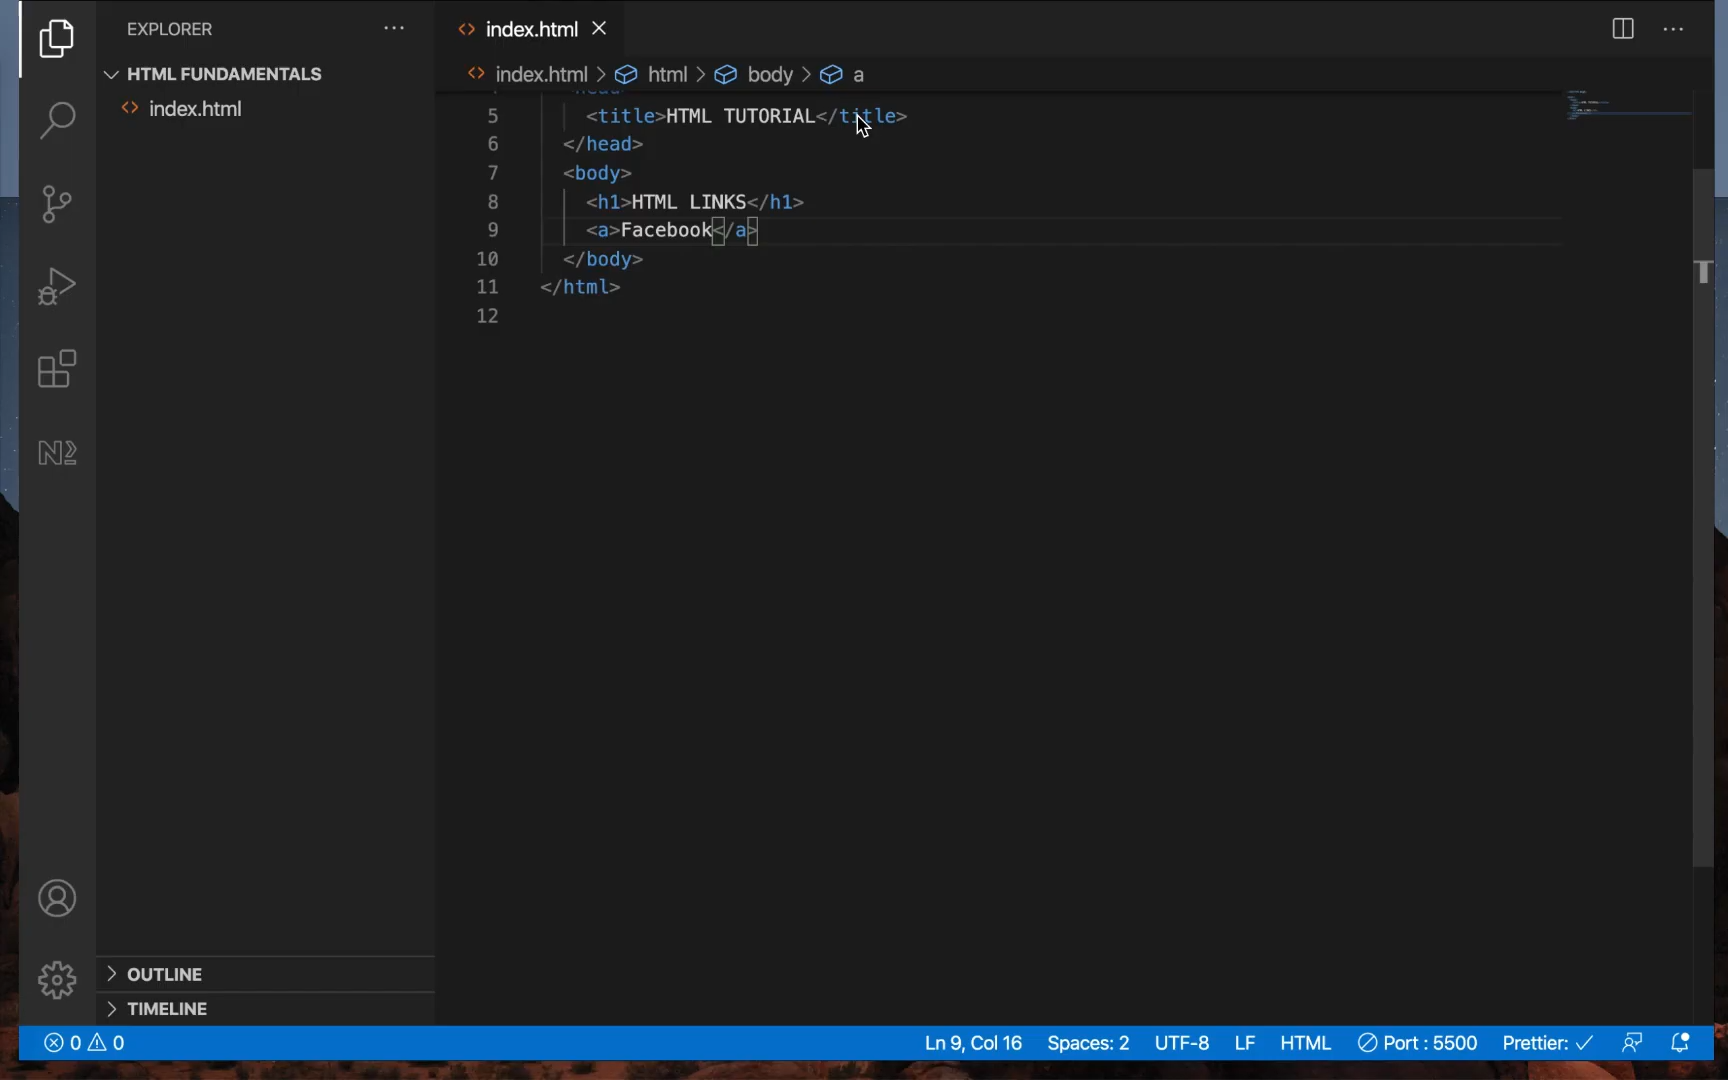 EXPLORER
HTML FUNDAMENTALS
index.html
OUTLINE
TIMELINE
index.html
index.html > html > body > a
5 <title>HTML TUTORIAL</title>
6 </head>
7 <body>
8 <h1>HTML LINKS</h1>
9 <a>Facebook</a>
10 </body>
11 </html>
12
0 0 Ln 9, Col 16 Spaces: 2 UTF-8 LF HTML Port : 5500 Prettier: ✓